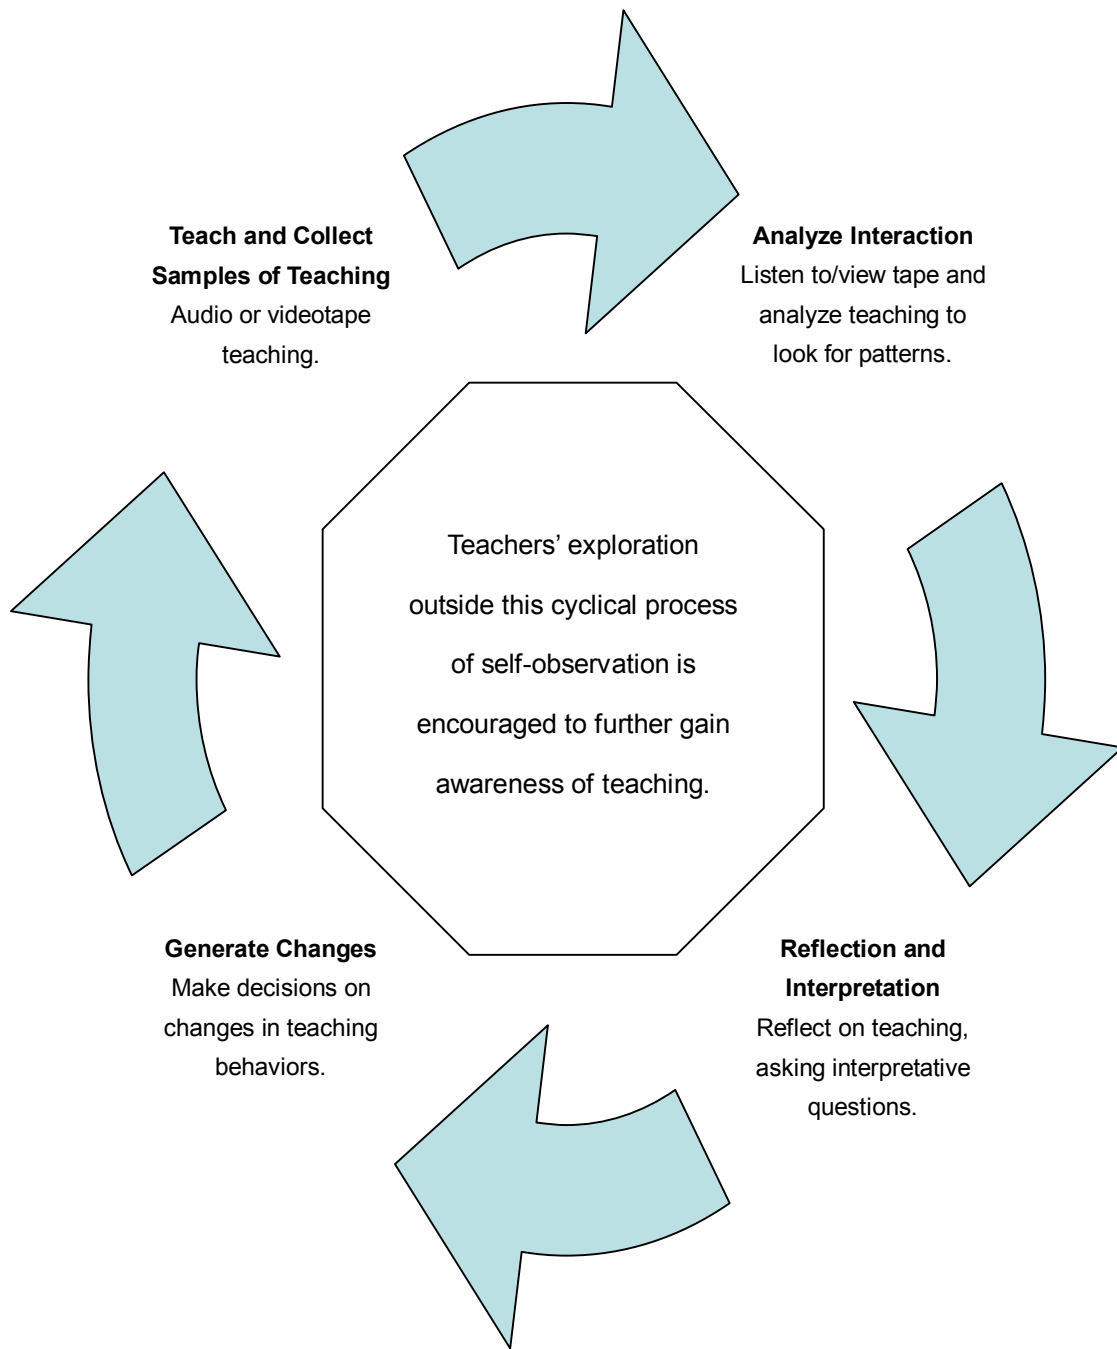 Teach and Collect
Samples of Teaching
Audio or videotape
teaching.
Analyze Interaction
Listen to/view tape and
analyze teaching to
look for patterns.
Teachers’ exploration
outside this cyclical process
of self-observation is
encouraged to further gain
awareness of teaching.
Generate Changes
Make decisions on
changes in teaching
behaviors.
Reflection and
Interpretation
Reflect on teaching,
asking interpretative
questions.